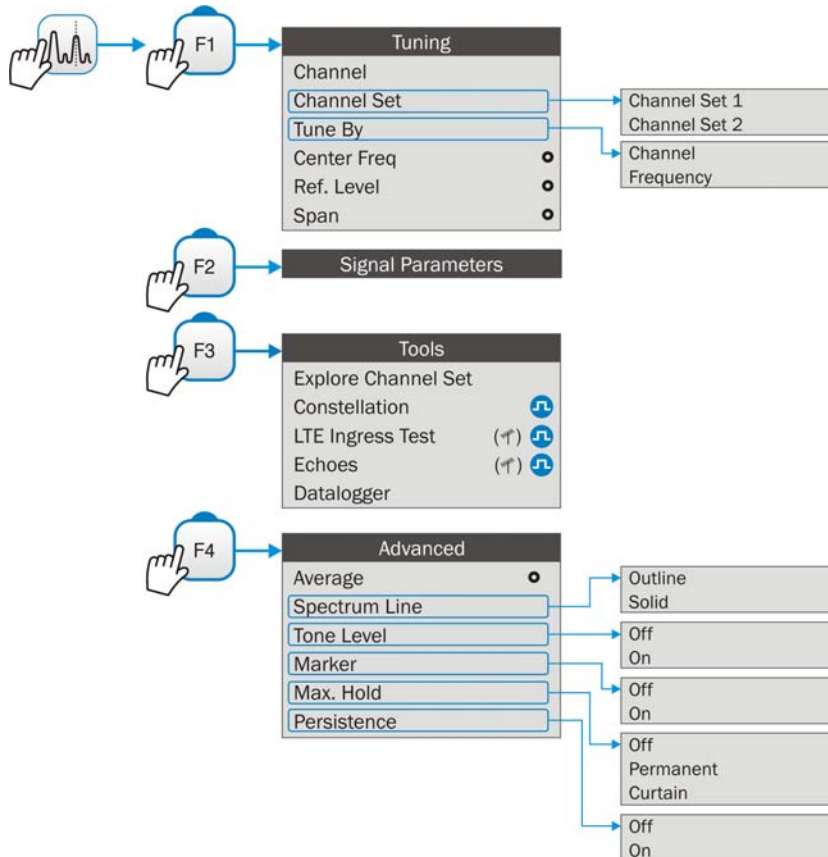 F1
Tuning
Channel
Channel Set
Tune By
Center Freq
Ref. Level
Span
Channel Set 1
Channel Set 2
Channel
Frequency
F2
Signal Parameters
F3
Tools
Explore Channel Set
Constellation
LTE Ingress Test ( )
Echoes ( )
Datalogger
F4
Advanced
Average
Spectrum Line
Tone Level
Marker
Max. Hold
Persistence
Outline
Solid
Off
On
Off
On
Off
Permanent
Curtain
Off
On